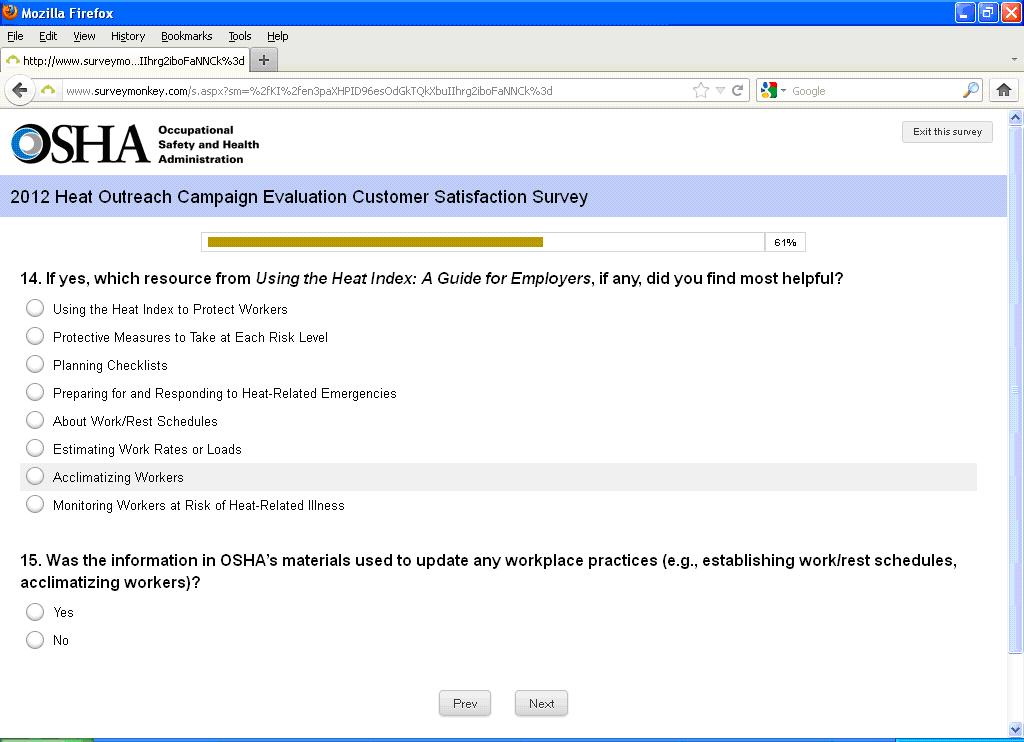 Mozilla Firefox
File Edit View History Bookmarks Tools Help
http://www.surveymo...IIhrg2iboFaNNCk%3d
www.surveymonkey.com/s.aspx?sm=%2fKI%2fen3paXHPID96esOdGkTQkXbuIIhrg2iboFaNNCk%3d
Google
OSHA
Occupational
Safety and Health
Administration
Exit this survey
2012 Heat Outreach Campaign Evaluation Customer Satisfaction Survey
61%
14. If yes, which resource from Using the Heat Index: A Guide for Employers, if any, did you find most helpful?
Using the Heat Index to Protect Workers
Protective Measures to Take at Each Risk Level
Planning Checklists
Preparing for and Responding to Heat-Related Emergencies
About Work/Rest Schedules
Estimating Work Rates or Loads
Acclimatizing Workers
Monitoring Workers at Risk of Heat-Related Illness
15. Was the information in OSHA's materials used to update any workplace practices (e.g., establishing work/rest schedules,
acclimatizing workers)?
Yes
No
Prev Next